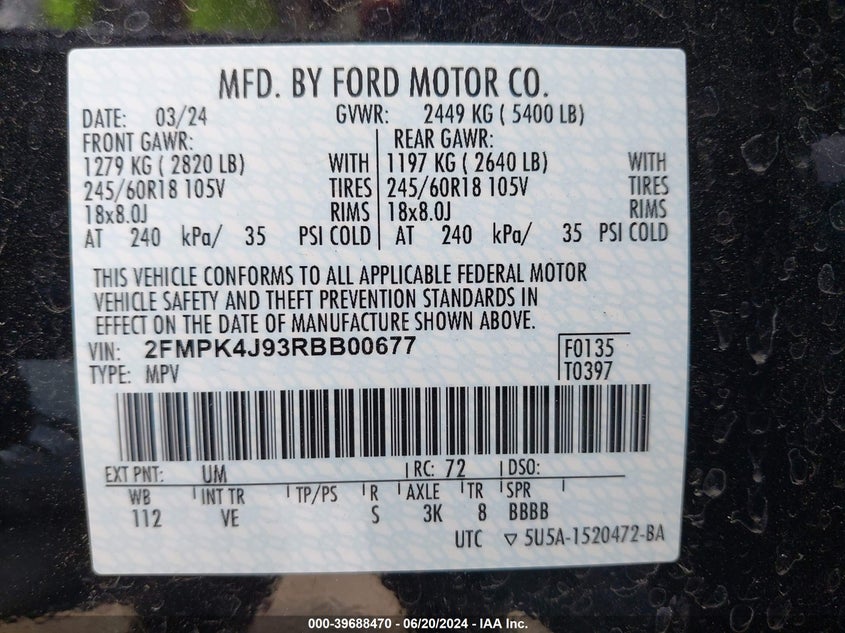 MFD. BY FORD MOTOR CO.
DATE: 03/24 GVWR: 2449 KG ( 5400 LB)
FRONT GAWR: REAR GAWR:
1279 KG ( 2820 LB) WITH 1197 KG ( 2640 LB) WITH
245/60R18 105V TIRES 245/60R18 105V TIRES
18x8.0J RIMS 18x8.0J RIMS
AT 240 kPa/ 35 PSI COLD AT 240 kPa/ 35 PSI COLD
THIS VEHICLE CONFORMS TO ALL APPLICABLE FEDERAL MOTOR
VEHICLE SAFETY AND THEFT PREVENTION STANDARDS IN
EFFECT ON THE DATE OF MANUFACTURE SHOWN ABOVE.
VIN: 2FMPK4J93RBB00677 F0135
TYPE: MPV T0397
EXT PNT: UM RC: 72 DSO:
WB INT TR TP/PS R AXLE TR SPR
112 VE S 3K 8 BBBB
UTC ▽ 5U5A-1520472-BA
000-39688470 - 06/20/2024 - IAA Inc.